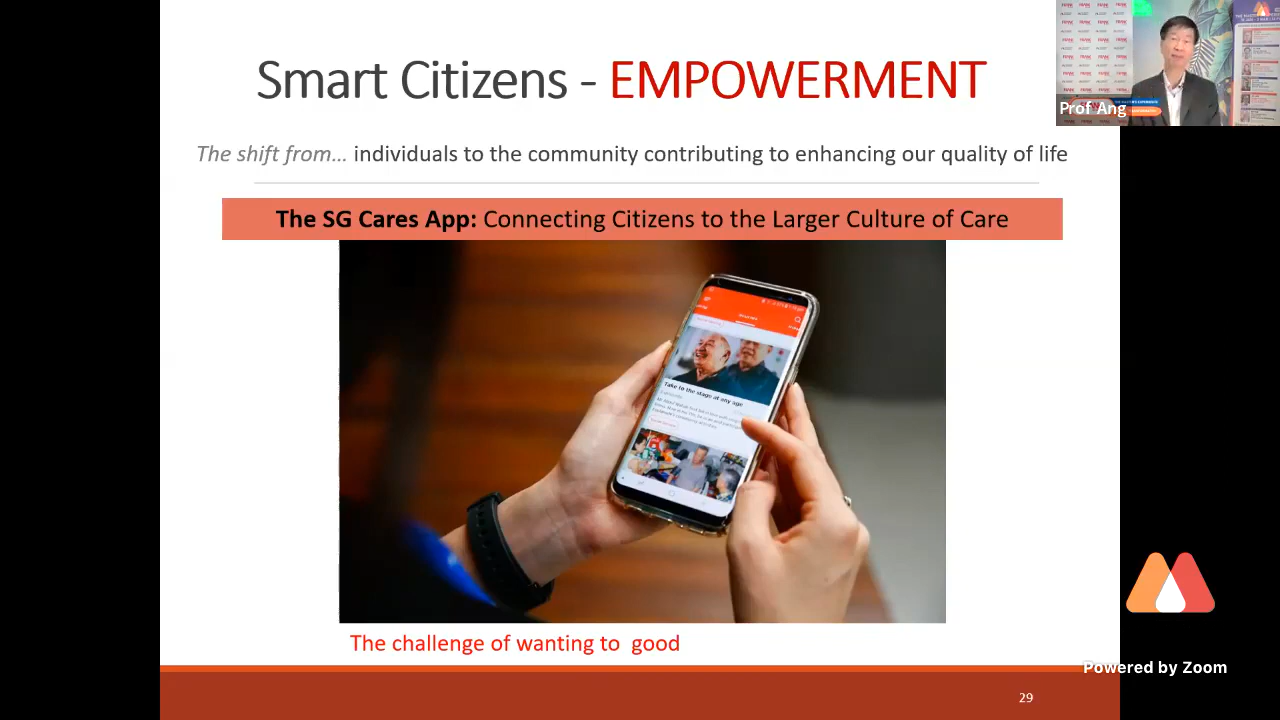 Smart Citizens - EMPOWERMENT
Prof Ang
The shift from... individuals to the community contributing to enhancing our quality of life
The SG Cares App: Connecting Citizens to the Larger Culture of Care
Take to the stage at any age
The challenge of wanting to  good
Powered by Zoom
29